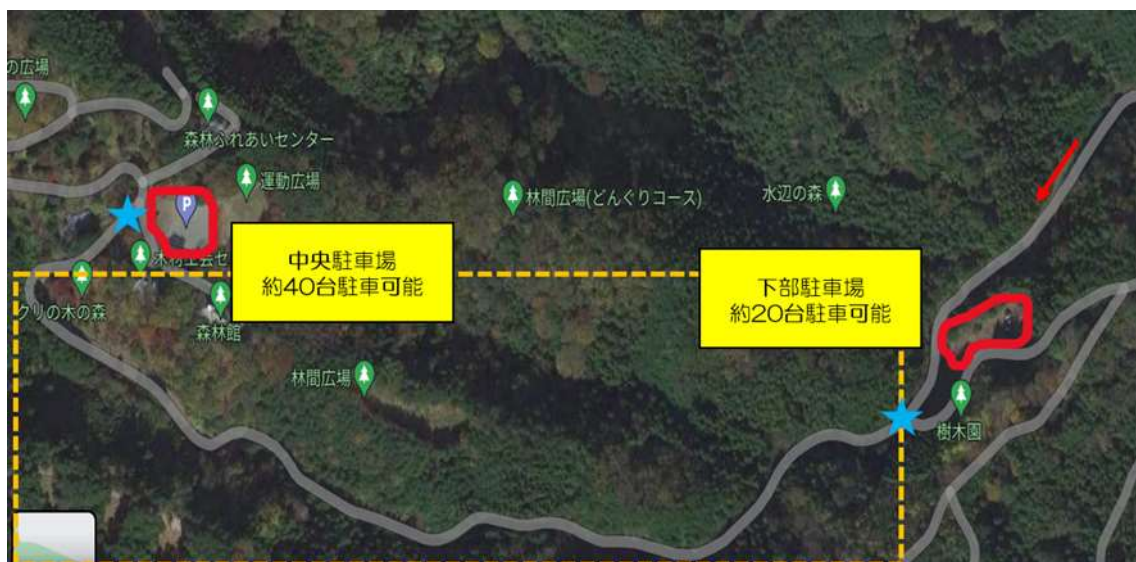 の広場
森林ふれあいセンター
運動広場
林間広場(どんぐりコース)
水辺の森
P
中央駐車場
約40台駐車可能
下部駐車場
約20台駐車可能
クリの木の森
森林館
林間広場
樹木園